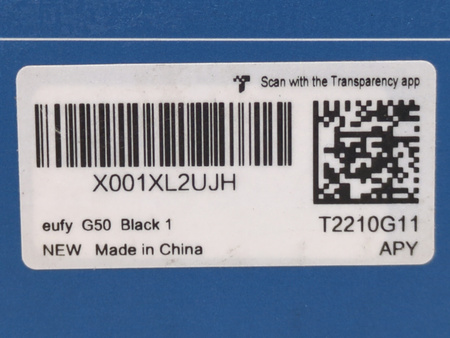 Scan with the Transparency app
X001XL2UJH
eufy G50 Black 1
T2210G11
NEW Made in China
APY